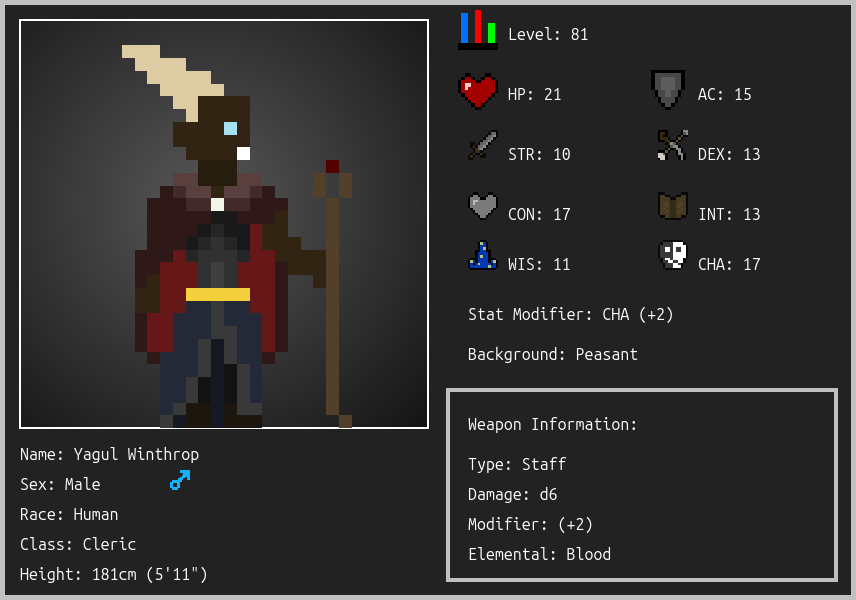 Level: 81
HP: 21
AC: 15
STR: 10
DEX: 13
CON: 17
INT: 13
WIS: 11
CHA: 17
Stat Modifier: CHA (+2)
Background: Peasant
Weapon Information:
Type: Staff
Damage: d6
Modifier: (+2)
Elemental: Blood
Name: Yagul Winthrop
Sex: Male
Race: Human
Class: Cleric
Height: 181cm (5'11")